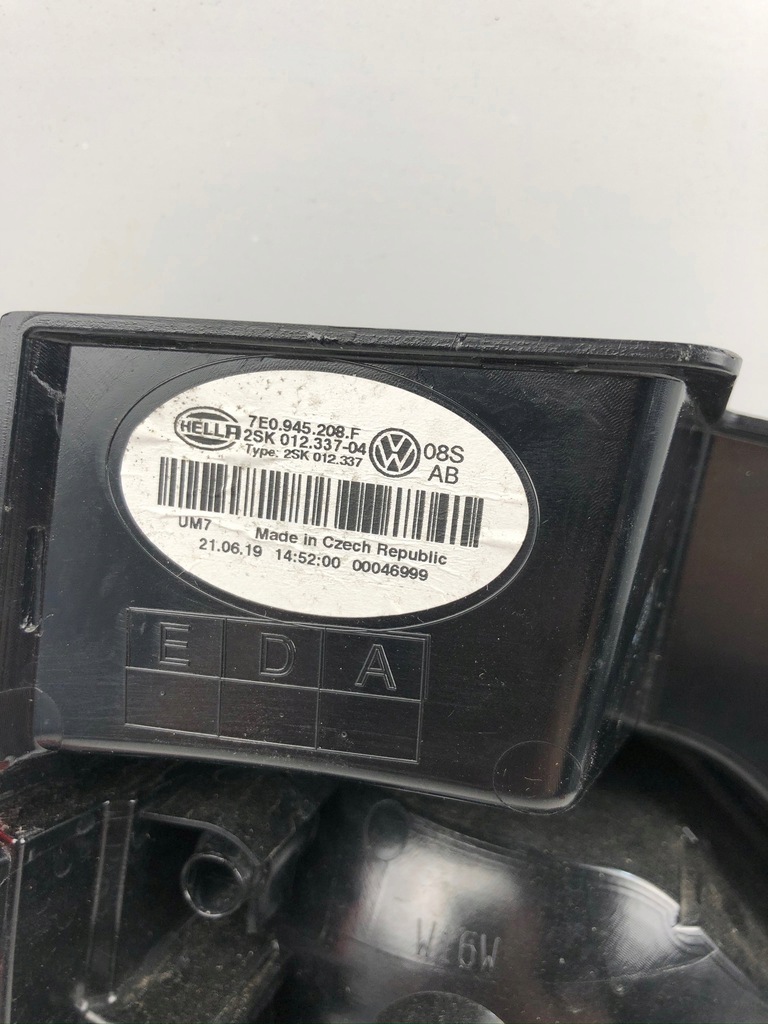 HELLA
7E0.945.208.F
2SK 012.337-04
Type: 2SK 012.337
08S
AB
UM7 Made in Czech Republic
21.06.19 14:52:00 00046999
E D A
W16W